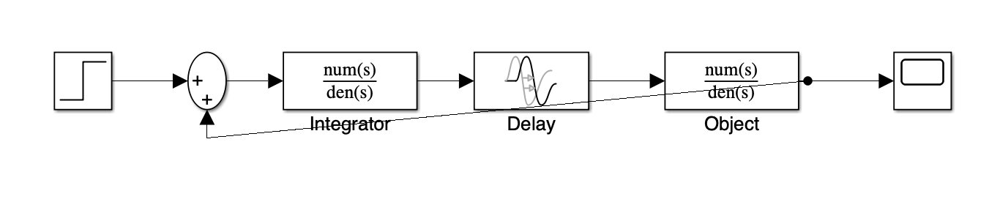 +
+
num(s)
den(s)
Integrator
Delay
num(s)
den(s)
Object